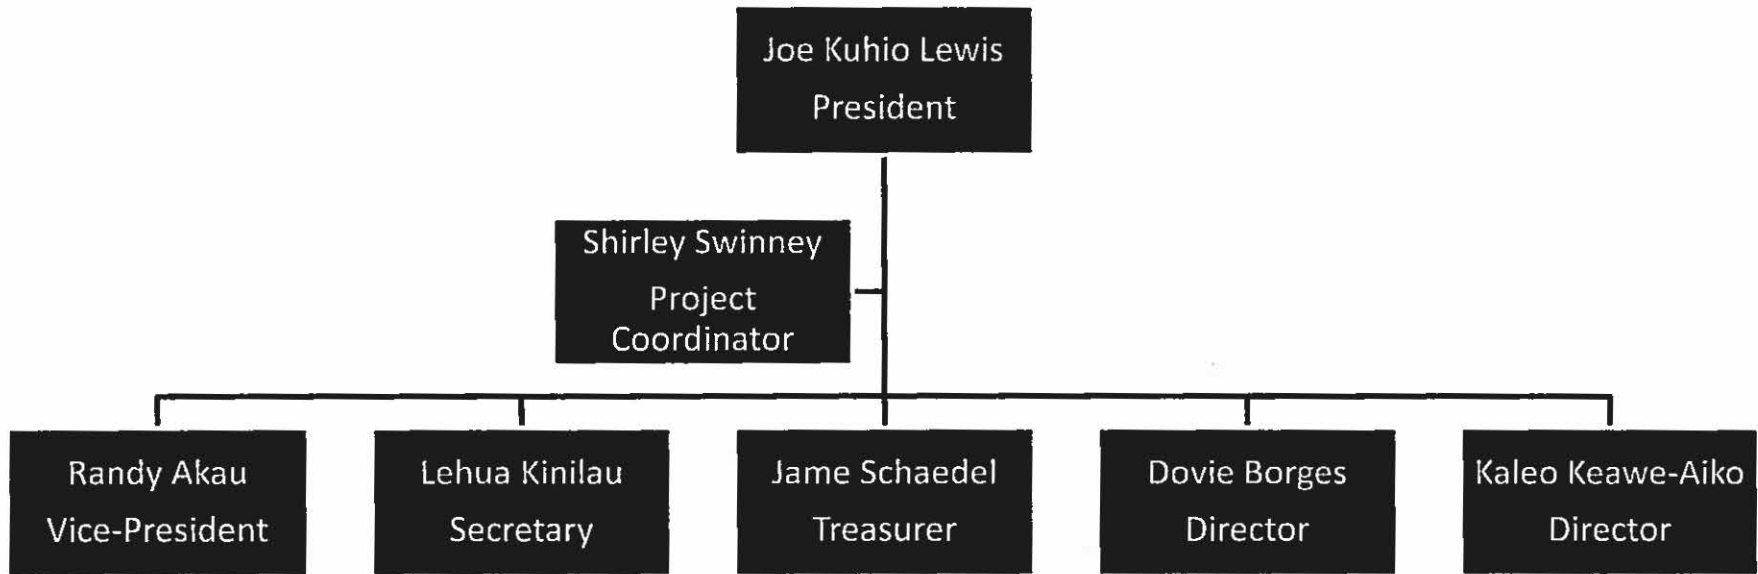 Joe Kuhio Lewis
President
Shirley Swinney
Project
Coordinator
Randy Akau
Vice-President
Lehua Kinilau
Secretary
Jame Schaedel
Treasurer
Dovie Borges
Director
Kaleo Keawe-Aiko
Director